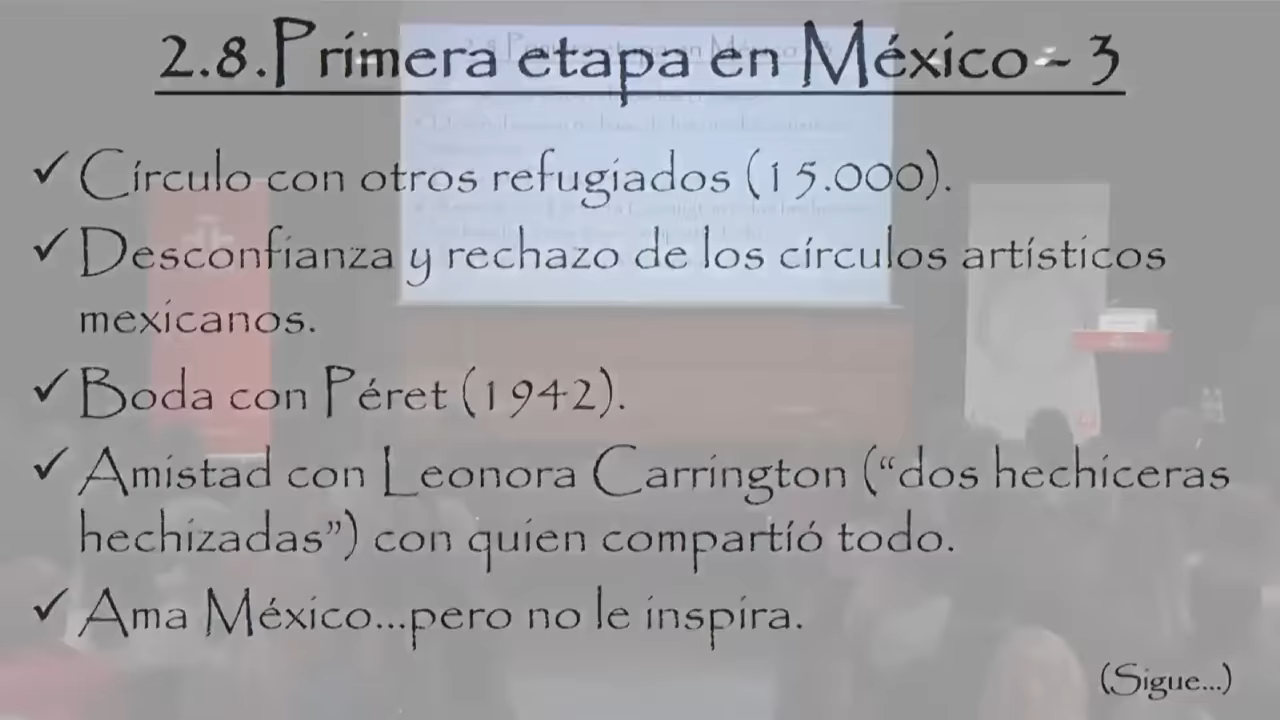 2.8.Primera etapa en México - 3
✓ Círculo con otros refugiados (15.000).
✓ Desconfianza y rechazo de los círculos artísticos
mexicanos.
✓ Boda con Péret (1942).
✓ Amistad con Leonora Carrington (“dos hechiceras
hechizadas”) con quien compartíó todo.
✓ Ama México...pero no le inspira.
(Sigue...)